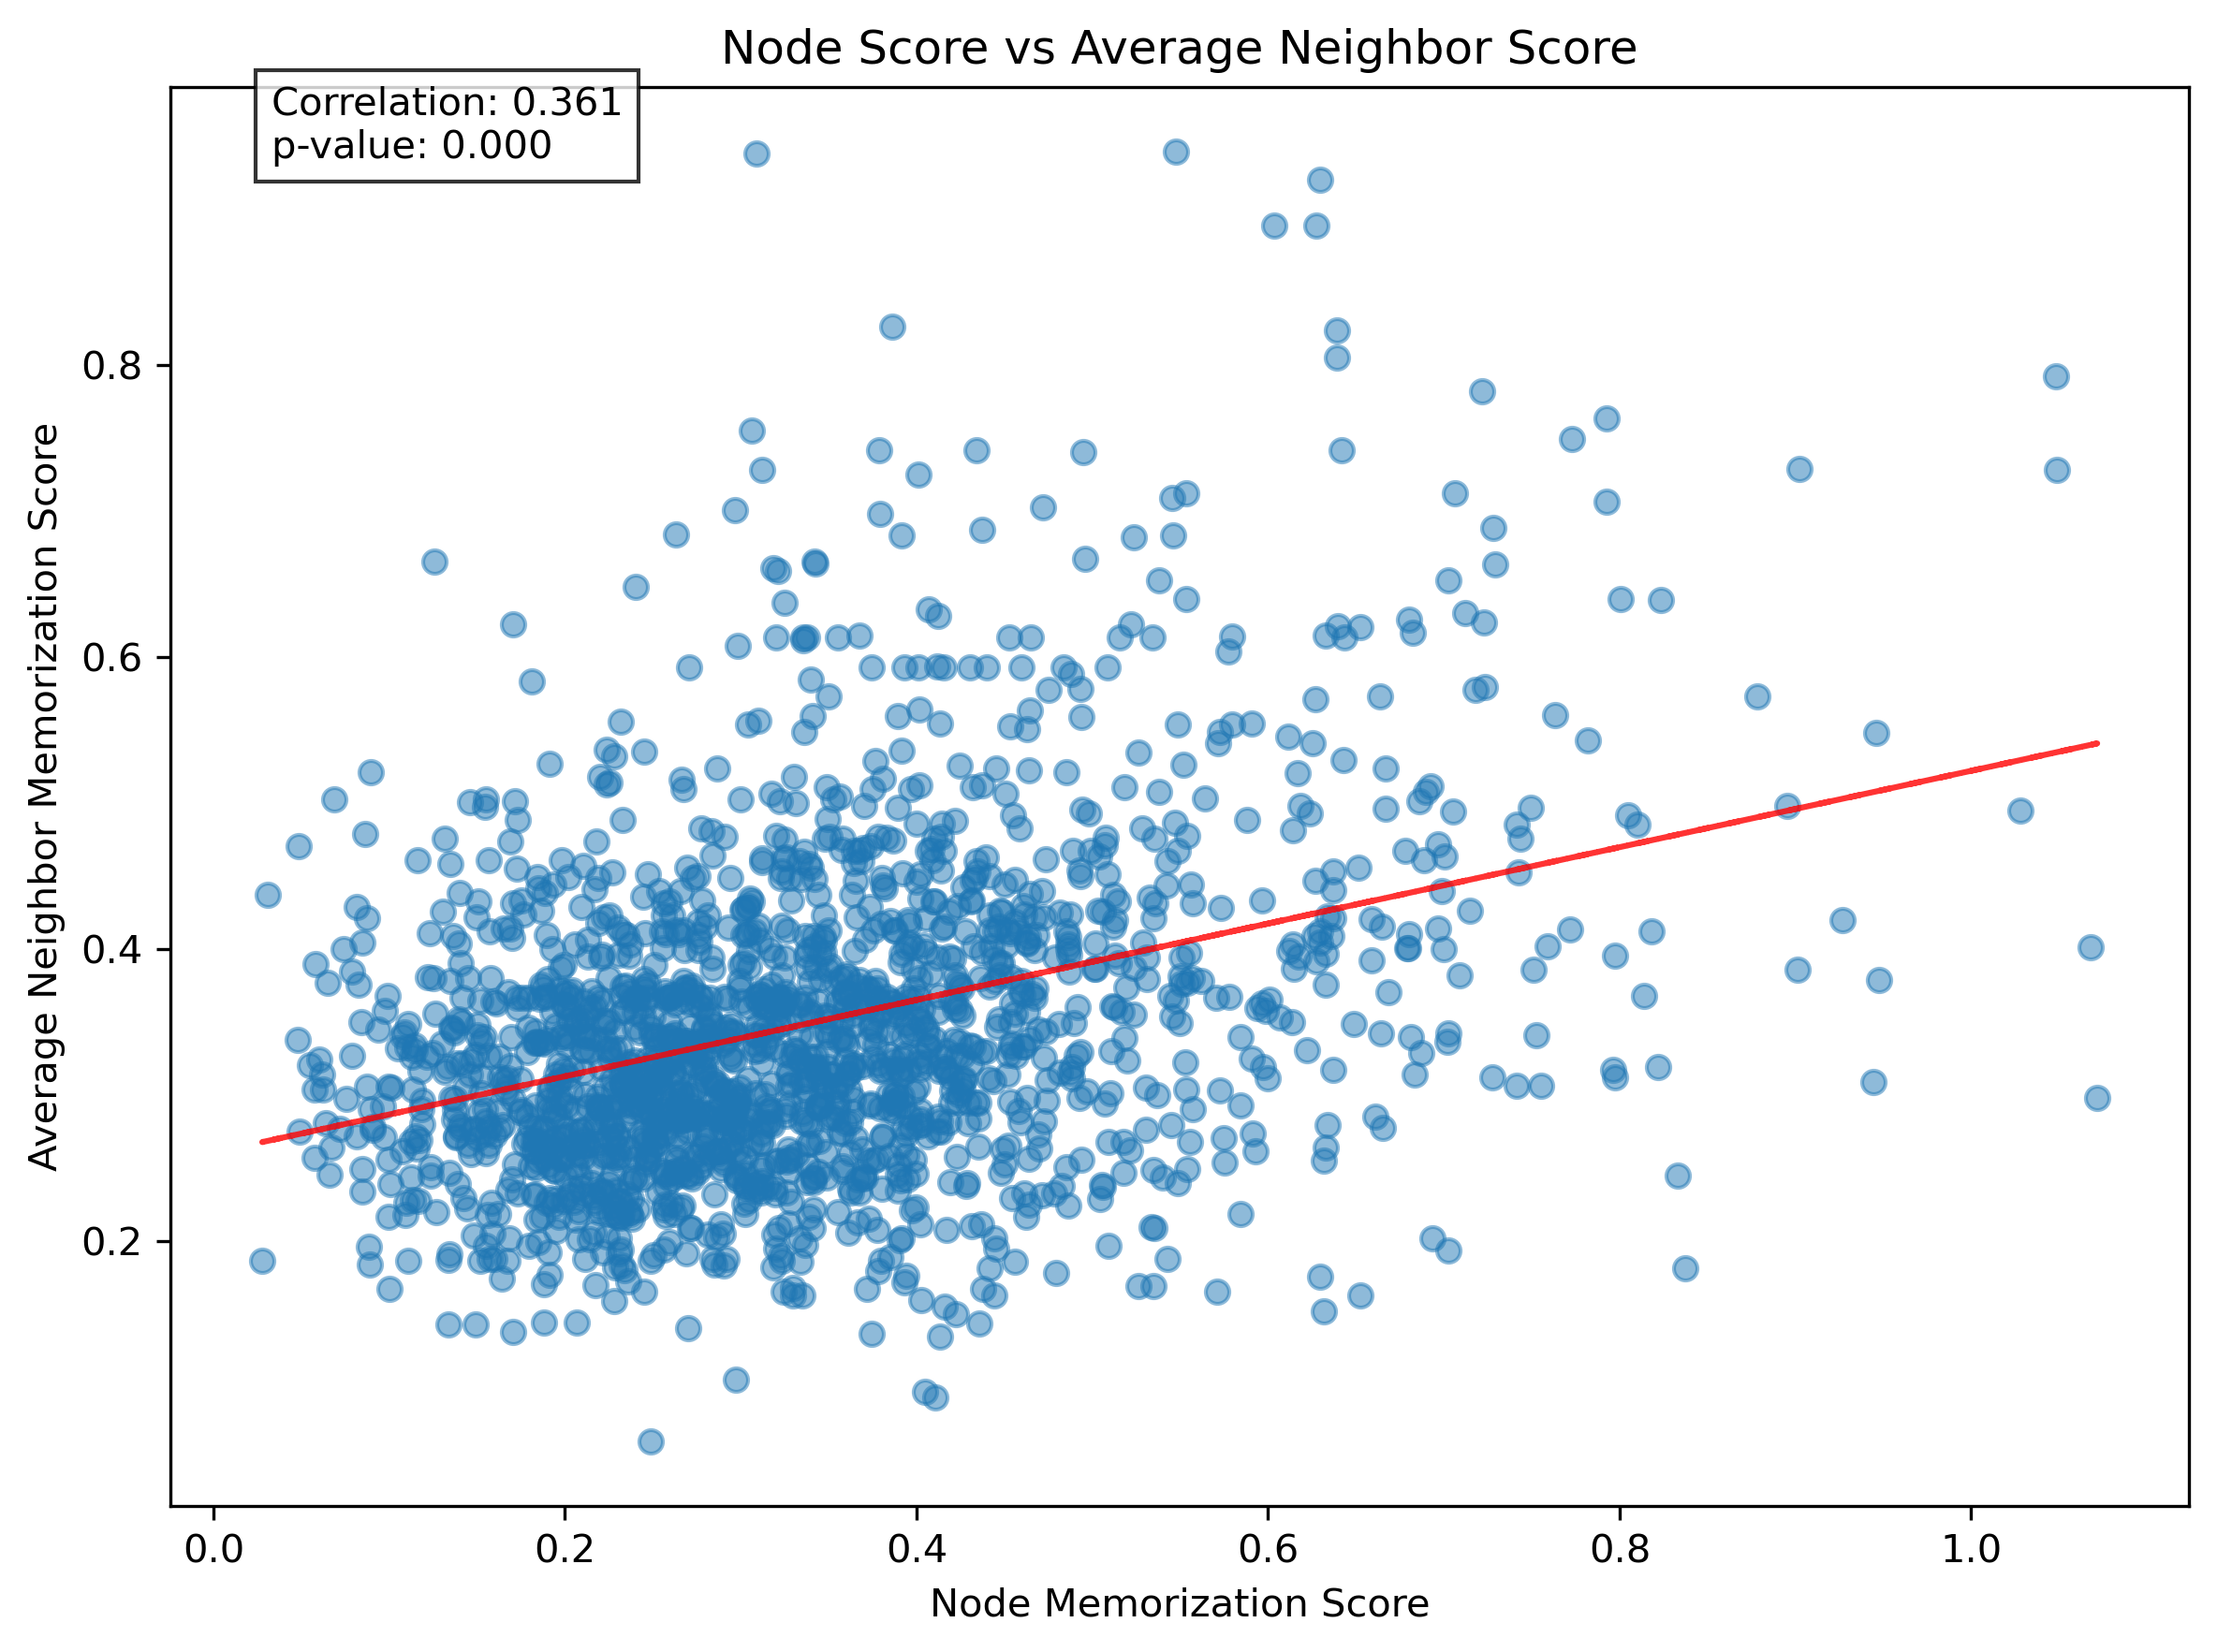 Node Score vs Average Neighbor Score
Correlation: 0.361
p-value: 0.000
Average Neighbor Memorization Score
0.8
0.6
0.4
0.2
0.0
0.2
0.4
0.6
0.8
1.0
Node Memorization Score